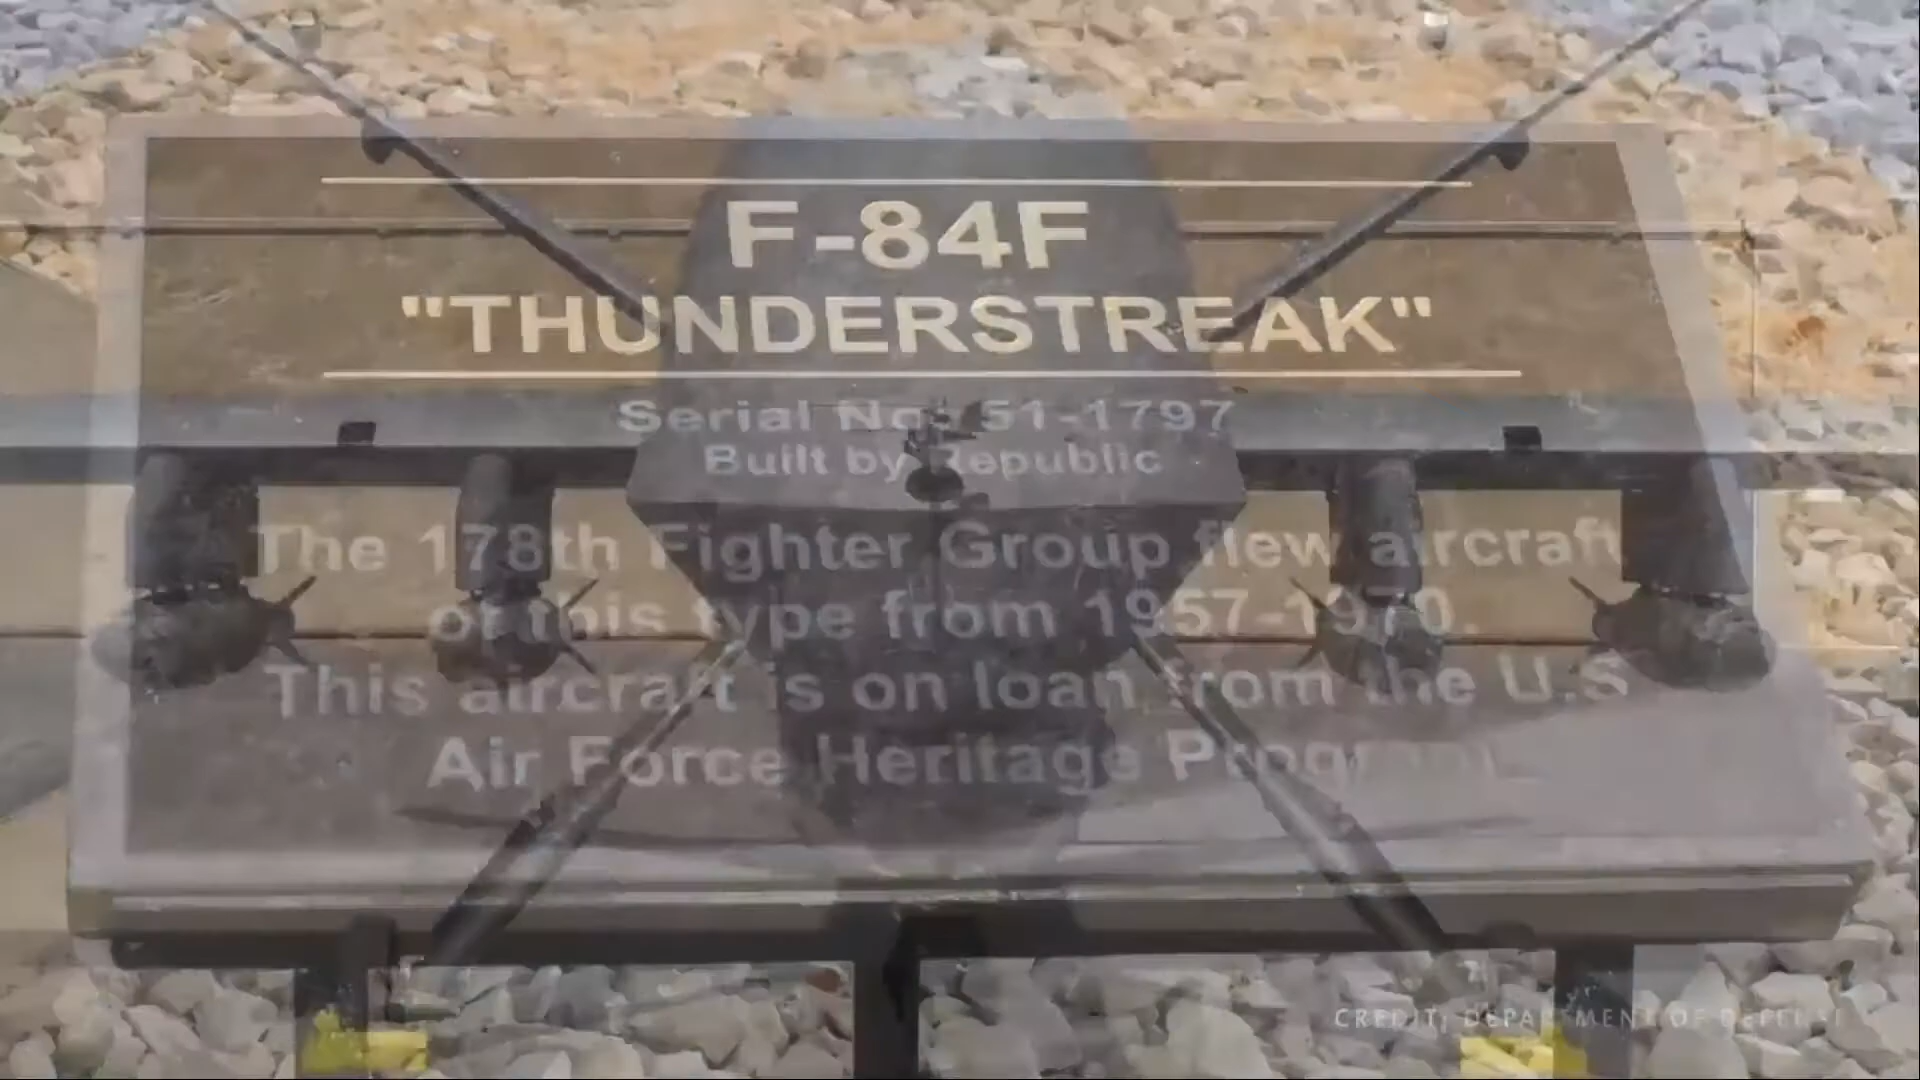 F-84F
"THUNDERSTREAK"
Serial No: 51-1797
Built by Republic
The 178th Fighter Group flew aircraft
of this type from 1957-1970.
This aircraft is on loan from the U.S
Air Force Heritage Program
CREDIT: DEPARTMENT OF DEFENSE